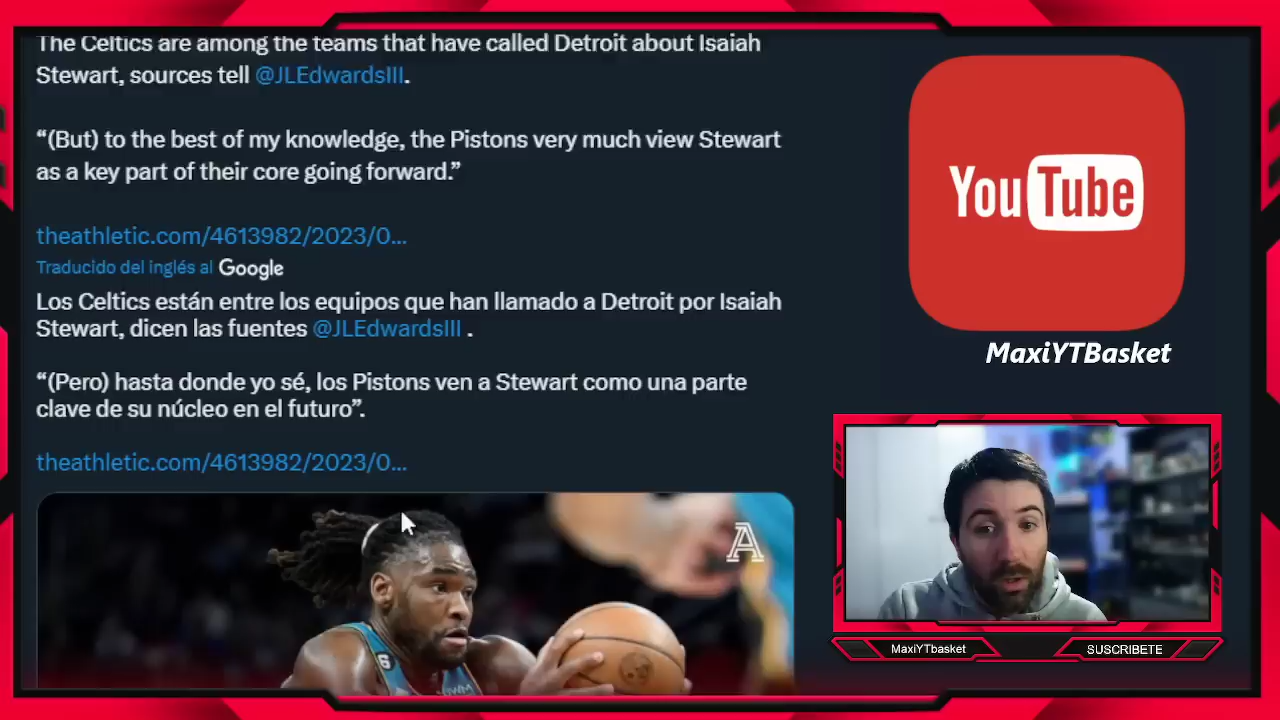 The Celtics are among the teams that have called Detroit about Isaiah
Stewart, sources tell @JLEdwardsIII.
“(But) to the best of my knowledge, the Pistons very much view Stewart
as a key part of their core going forward.”
theathletic.com/4613982/2023/0...
Traducido del inglés al Google
Los Celtics están entre los equipos que han llamado a Detroit por Isaiah
Stewart, dicen las fuentes @JLEdwardsIII .
“(Pero) hasta donde yo sé, los Pistons ven a Stewart como una parte
clave de su núcleo en el futuro”.
theathletic.com/4613982/2023/0...
A
6
YouTube
MaxiYTBasket
MaxiYTbasket
SUSCRIBETE